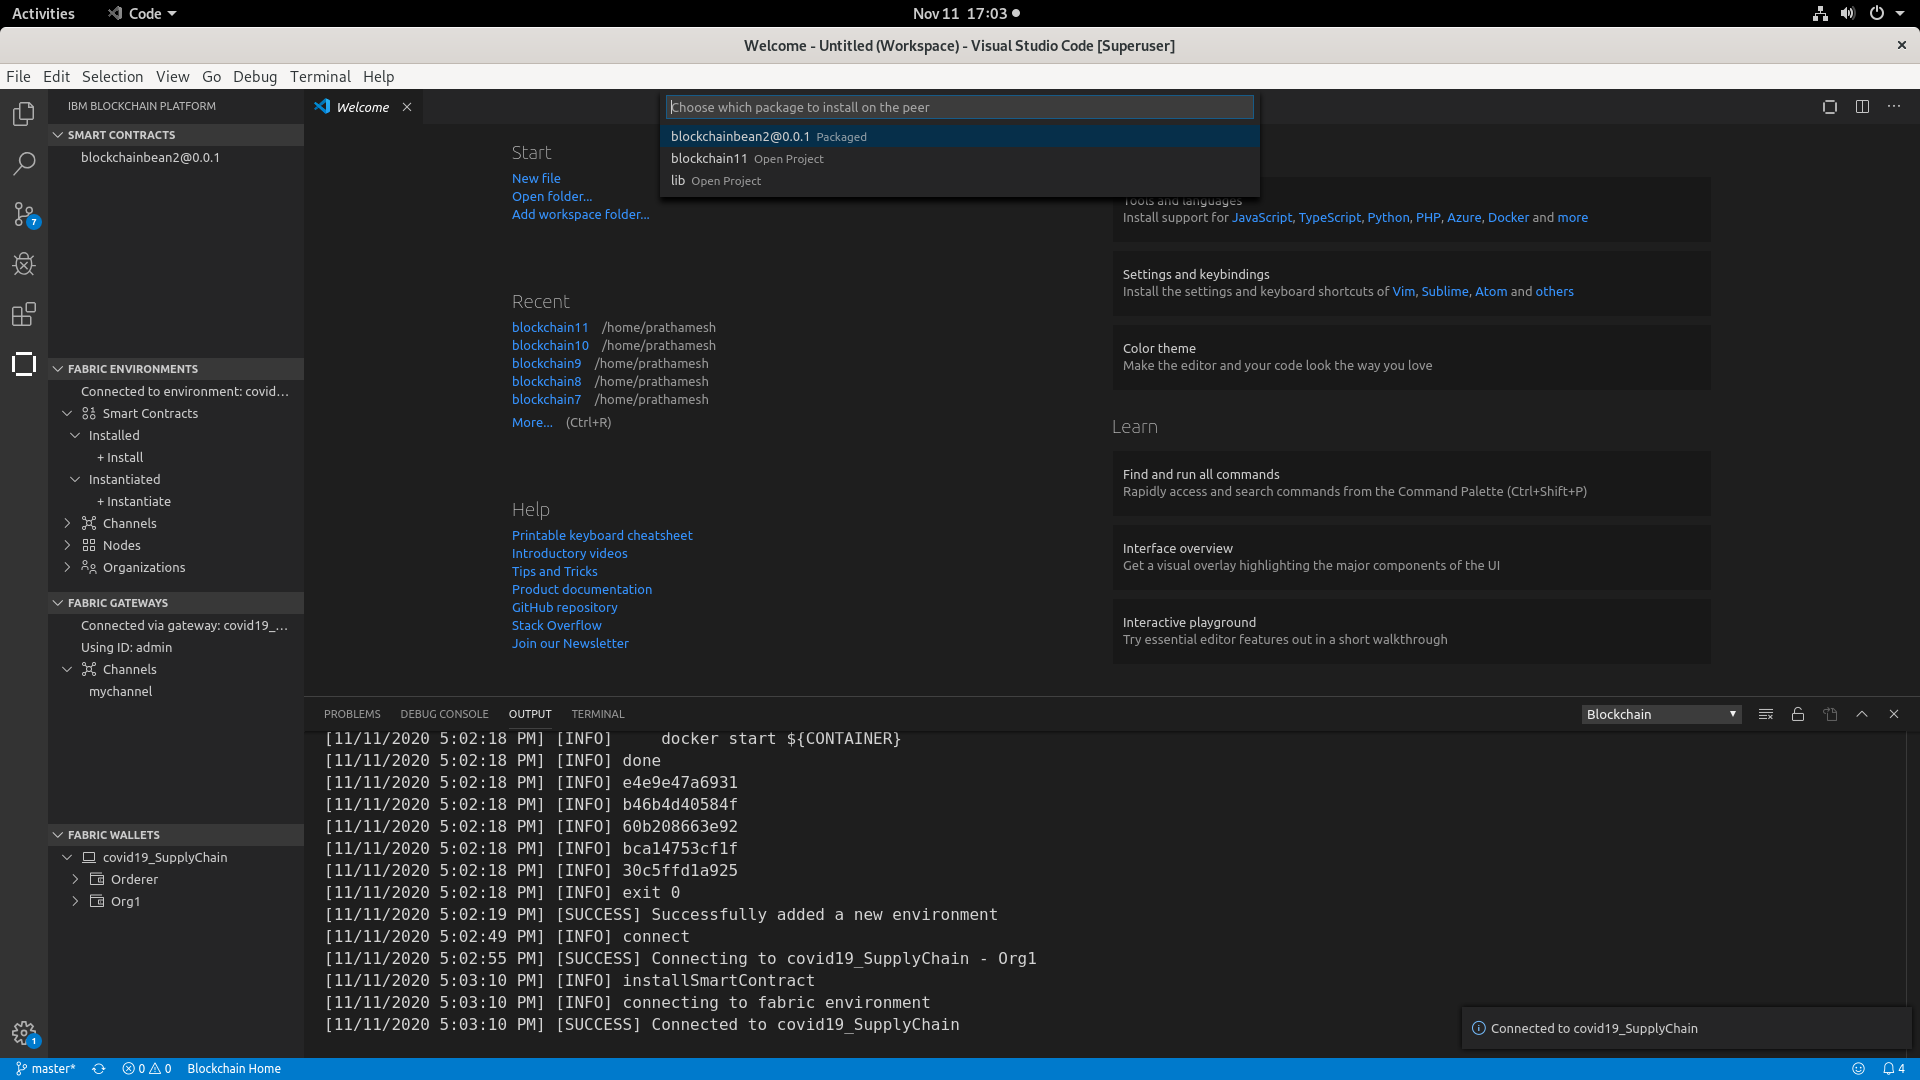 Activities
Code
Nov 11 17:03
Welcome - Untitled (Workspace) - Visual Studio Code [Superuser]
File Edit Selection View Go Debug Terminal Help
IBM BLOCKCHAIN PLATFORM
SMART CONTRACTS
blockchainbean2@0.0.1
7
FABRIC ENVIRONMENTS
Connected to environment: covid...
Smart Contracts
Installed
+ Install
Instantiated
+ Instantiate
Channels
Nodes
Organizations
FABRIC GATEWAYS
Connected via gateway: covid19_...
Using ID: admin
Channels
mychannel
FABRIC WALLETS
covid19_SupplyChain
Orderer
Org1
1
Welcome
Choose which package to install on the peer
blockchainbean2@0.0.1 Packaged
blockchain11 Open Project
lib Open Project
Start
New file
Open folder...
Add workspace folder...
Recent
blockchain11 /home/prathamesh
blockchain10 /home/prathamesh
blockchain9 /home/prathamesh
blockchain8 /home/prathamesh
blockchain7 /home/prathamesh
More... (Ctrl+R)
Help
Printable keyboard cheatsheet
Introductory videos
Tips and Tricks
Product documentation
GitHub repository
Stack Overflow
Join our Newsletter
Tools and languages
Install support for JavaScript, TypeScript, Python, PHP, Azure, Docker and more
Settings and keybindings
Install the settings and keyboard shortcuts of Vim, Sublime, Atom and others
Color theme
Make the editor and your code look the way you love
Learn
Find and run all commands
Rapidly access and search commands from the Command Palette (Ctrl+Shift+P)
Interface overview
Get a visual overlay highlighting the major components of the UI
Interactive playground
Try essential editor features out in a short walkthrough
PROBLEMS DEBUG CONSOLE OUTPUT TERMINAL
Blockchain
[11/11/2020 5:02:18 PM] [INFO] docker start ${CONTAINER}
[11/11/2020 5:02:18 PM] [INFO] done
[11/11/2020 5:02:18 PM] [INFO] e4e9e47a6931
[11/11/2020 5:02:18 PM] [INFO] b46b4d40584f
[11/11/2020 5:02:18 PM] [INFO] 60b208663e92
[11/11/2020 5:02:18 PM] [INFO] bca14753cf1f
[11/11/2020 5:02:18 PM] [INFO] 30c5ffd1a925
[11/11/2020 5:02:18 PM] [INFO] exit 0
[11/11/2020 5:02:19 PM] [SUCCESS] Successfully added a new environment
[11/11/2020 5:02:49 PM] [INFO] connect
[11/11/2020 5:02:55 PM] [SUCCESS] Connecting to covid19_SupplyChain - Org1
[11/11/2020 5:03:10 PM] [INFO] installSmartContract
[11/11/2020 5:03:10 PM] [INFO] connecting to fabric environment
[11/11/2020 5:03:10 PM] [SUCCESS] Connected to covid19_SupplyChain
Connected to covid19_SupplyChain
master* 0 0 Blockchain Home
4